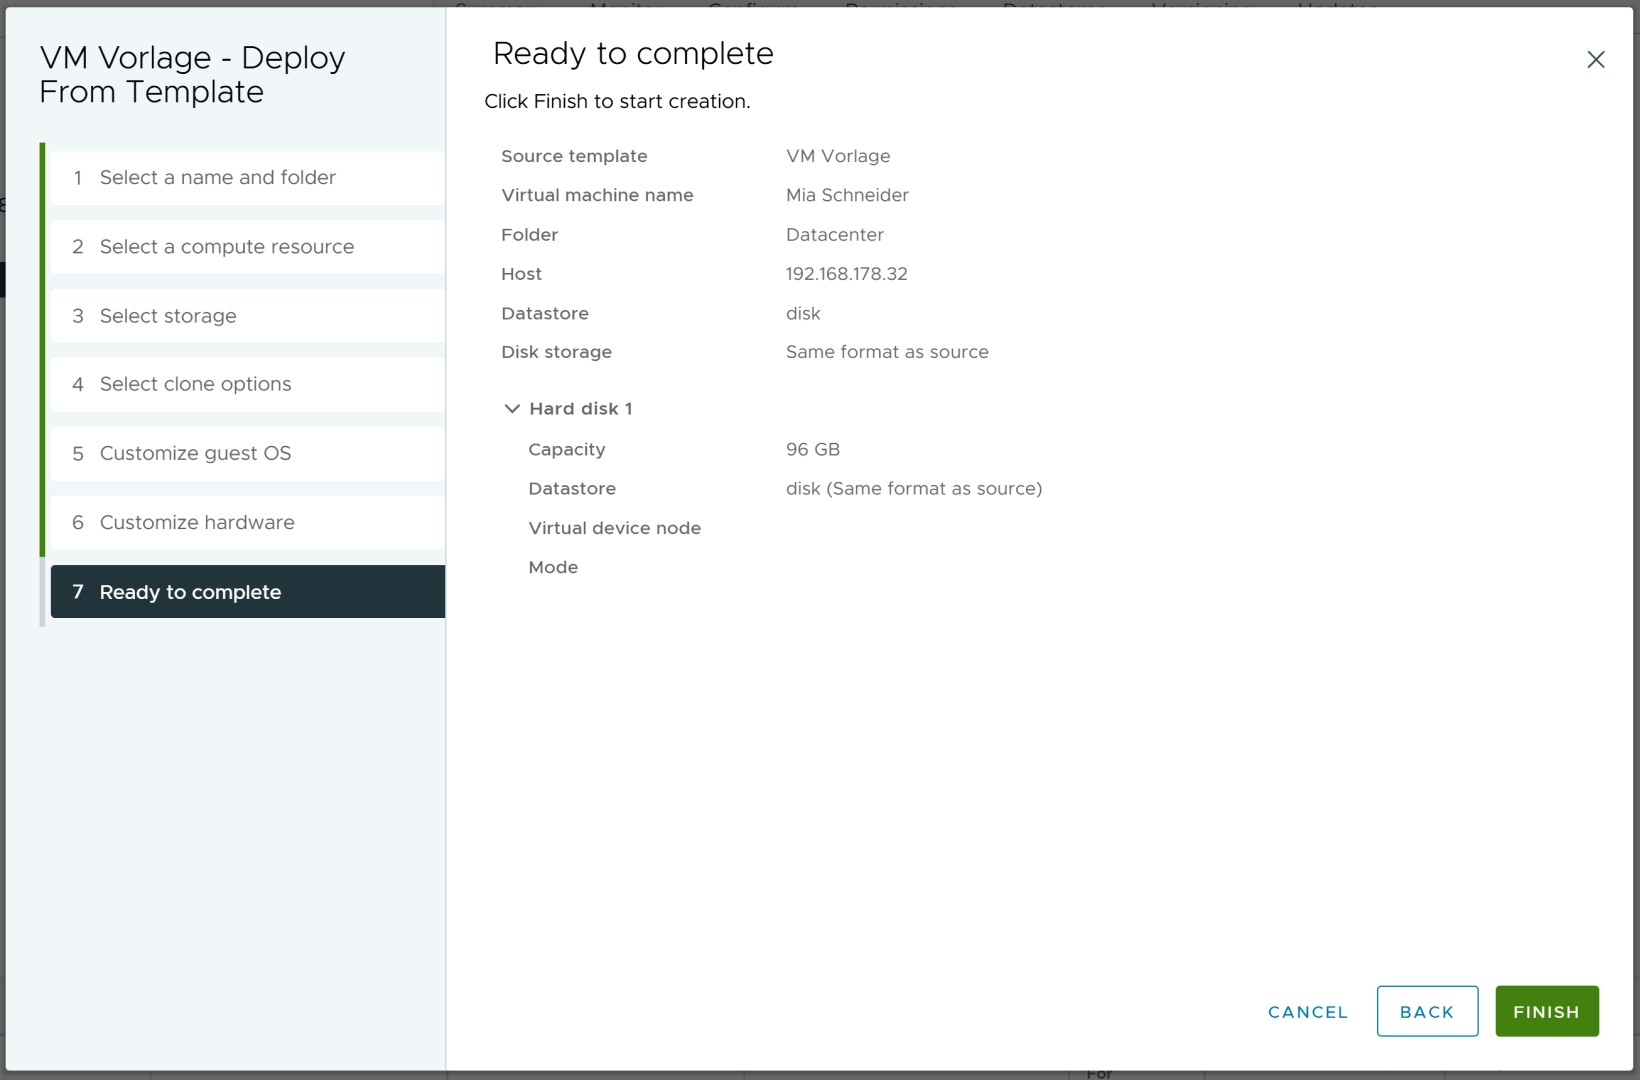 VM Vorlage - Deploy
From Template
1 Select a name and folder
2 Select a compute resource
3 Select storage
4 Select clone options
5 Customize guest OS
6 Customize hardware
7 Ready to complete
Ready to complete
Click Finish to start creation.
Source template VM Vorlage
Virtual machine name Mia Schneider
Folder Datacenter
Host 192.168.178.32
Datastore disk
Disk storage Same format as source
Hard disk 1
Capacity 96 GB
Datastore disk (Same format as source)
Virtual device node
Mode
CANCEL BACK FINISH
For